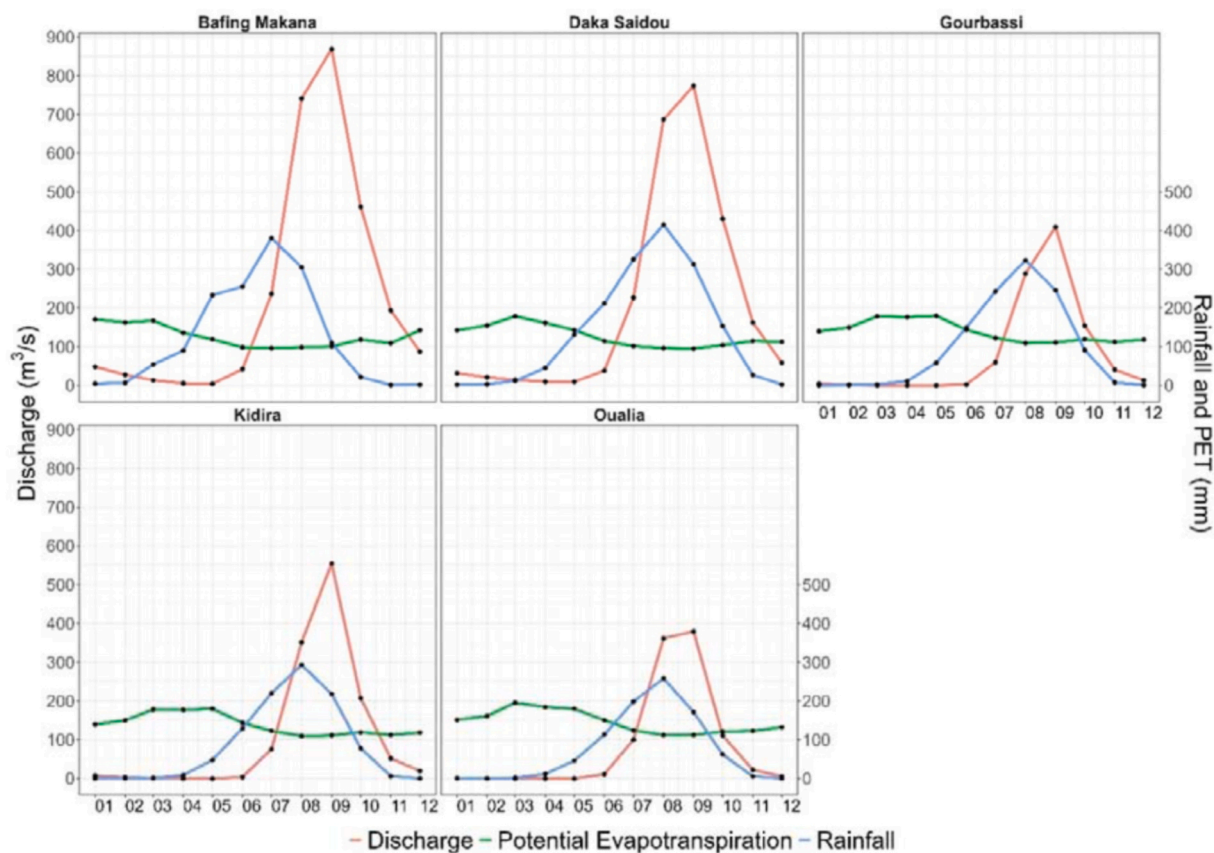 Bafing Makana
Daka Saidou
Gourbassi
900
800
700
600
500
400
300
200
100
0
500
400
300
200
100
0
01 02 03 04 05 06 07 08 09 10 11 12
Kidira
Oualia
900
800
700
600
500
400
300
200
100
0
500
400
300
200
100
0
01 02 03 04 05 06 07 08 09 10 11 12
01 02 03 04 05 06 07 08 09 10 11 12
Discharge (m³/s)
Rainfall and PET (mm)
Discharge Potential Evapotranspiration Rainfall